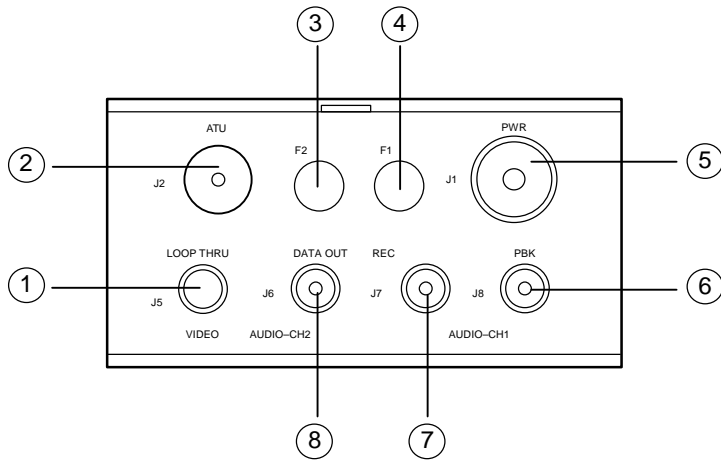 3
4
ATU
PWR
F2
F1
2
5
J2
J1
LOOP THRU
DATA OUT
REC
PBK
1
6
J5
J6
J7
J8
VIDEO
AUDIO–CH2
AUDIO–CH1
8
7